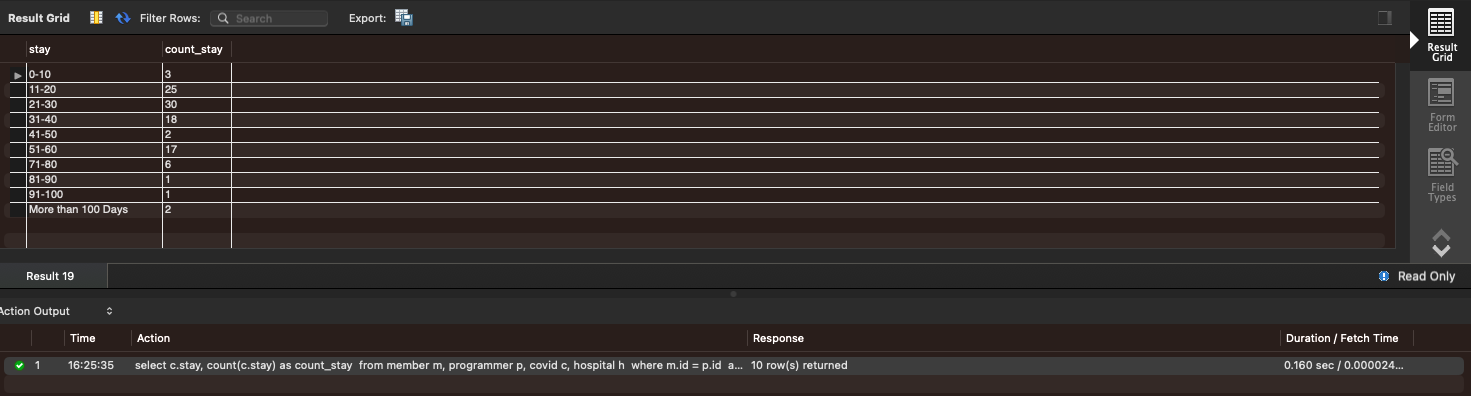 Result Grid Filter Rows: Search Export:
stay count_stay
0-10 3
11-20 25
21-30 30
31-40 18
41-50 2
51-60 17
71-80 6
81-90 1
91-100 1
More than 100 Days 2
Result
Grid
Form
Editor
Field
Types
Result 19 Read Only
Action Output
Time Action Response Duration / Fetch Time
1 16:25:35 select c.stay, count(c.stay) as count_stay from member m, programmer p, covid c, hospital h where m.id = p.id a... 10 row(s) returned 0.160 sec / 0.000024...